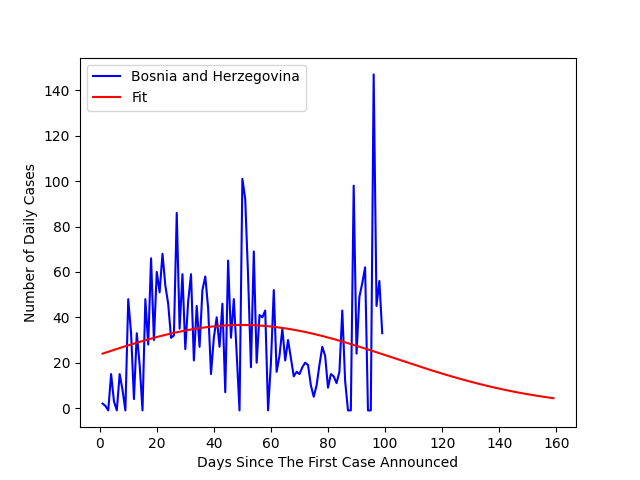 Bosnia and Herzegovina
Fit
140
120
100
80
60
40
20
0
Number of Daily Cases
0 20 40 60 80 100 120 140 160
Days Since The First Case Announced